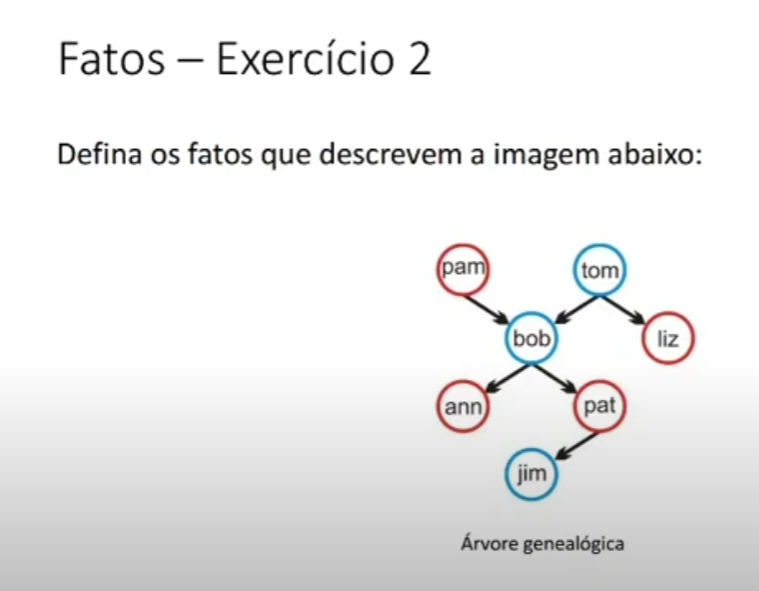 Fatos – Exercício 2
Defina os fatos que descrevem a imagem abaixo:
pam
tom
bob
liz
ann
pat
jim
Árvore genealógica